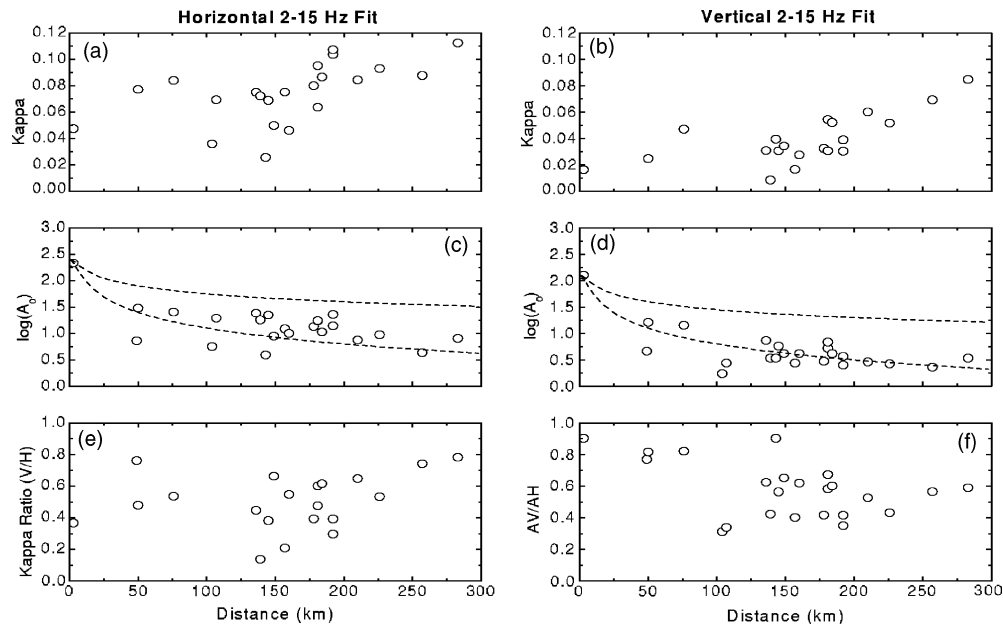 Horizontal 2-15 Hz Fit
Vertical 2-15 Hz Fit
(a)
Kappa
0.12
0.10
0.08
0.06
0.04
0.02
0.00
(b)
Kappa
0.12
0.10
0.08
0.06
0.04
0.02
0.00
(c)
log(A₀)
3.0
2.5
2.0
1.5
1.0
0.5
0.0
(d)
log(A₀)
3.0
2.5
2.0
1.5
1.0
0.5
0.0
(e)
Kappa Ratio (V/H)
1.0
0.8
0.6
0.4
0.2
0.0
0 50 100 150 200 250 300
Distance (km)
(f)
AV/AH
1.0
0.8
0.6
0.4
0.2
0.0
0 50 100 150 200 250 300
Distance (km)